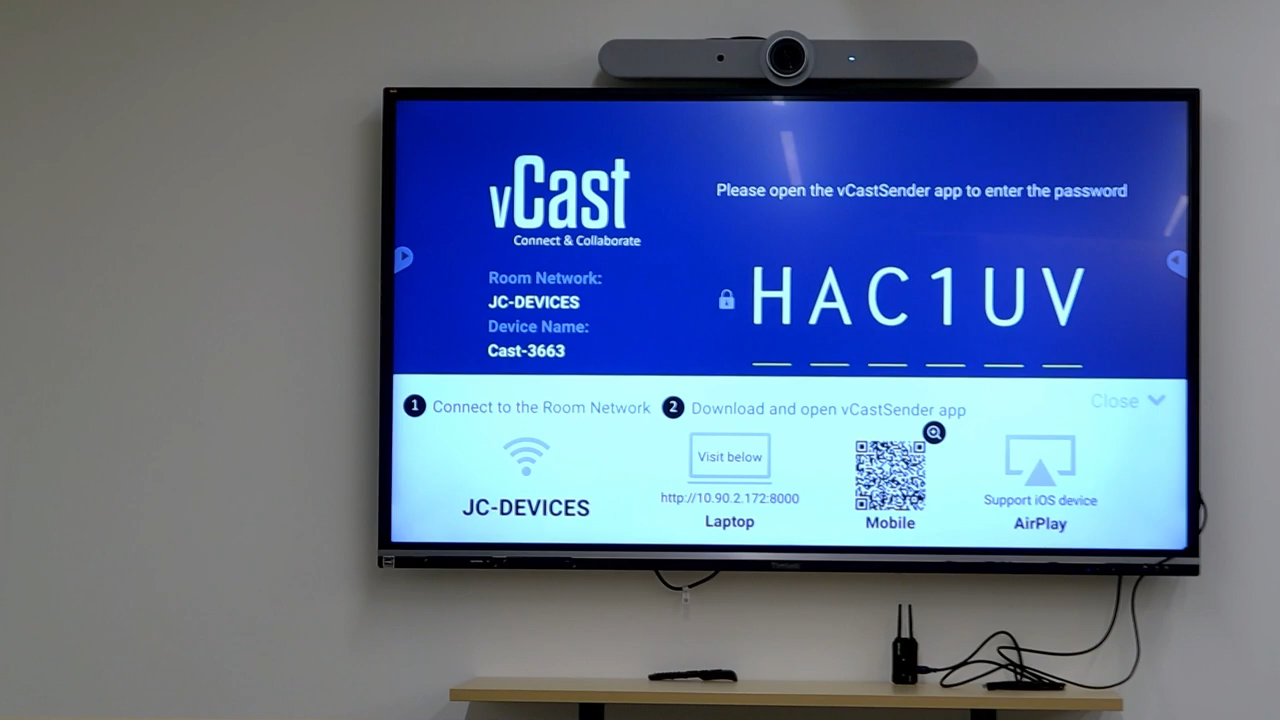 vCast
Connect & Collaborate
Please open the vCastSender app to enter the password
Room Network:
JC-DEVICES
Device Name:
Cast-3663
HAC1UV
1 Connect to the Room Network
2 Download and open vCastSender app
Close
JC-DEVICES
Visit below
http://10.90.2.172:8000
Laptop
Mobile
Support iOS device
AirPlay